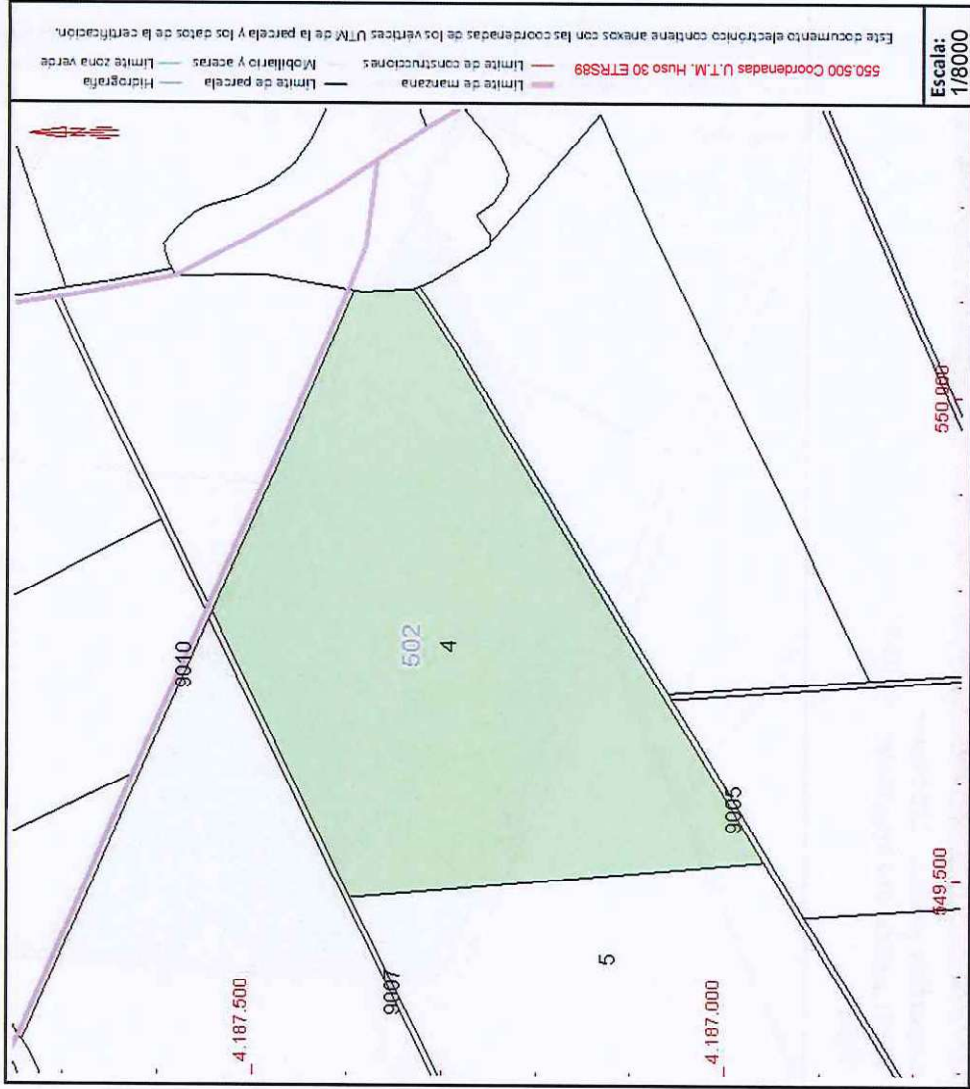 Este documento electrónico contiene anexos con las coordenadas de los vértices UTM de la parcela y los datos de la certificación.
550.500 Coordenadas U.T.M. Huso 30 ETRS89
Límite de manzana
Límite de parcela
Hidrografía
Límite de construcciones
Mobiliario y aceras
Límite zona verde
Escala:
1/8000
9010
4.187.500
502
4
550.000
9007
5
9005
4.187.000
549.500